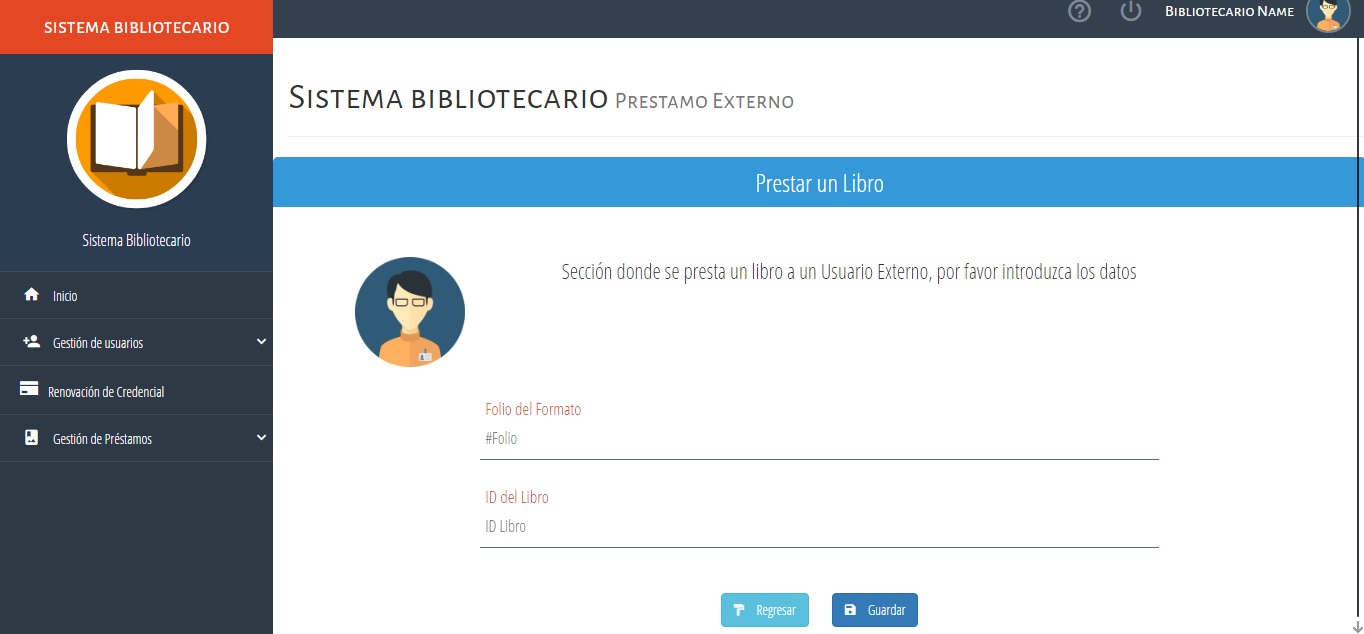 SISTEMA BIBLIOTECARIO
BIBLIOTECARIO NAME
SISTEMA BIBLIOTECARIO PRESTAMO EXTERNO
Prestar un Libro
Sistema Bibliotecario
Sección donde se presta un libro a un Usuario Externo, por favor introduzca los datos
Inicio
Gestión de usuarios
Renovación de Credencial
Gestión de Préstamos
Folio del Formato
#Folio
ID del Libro
ID Libro
Regresar
Guardar